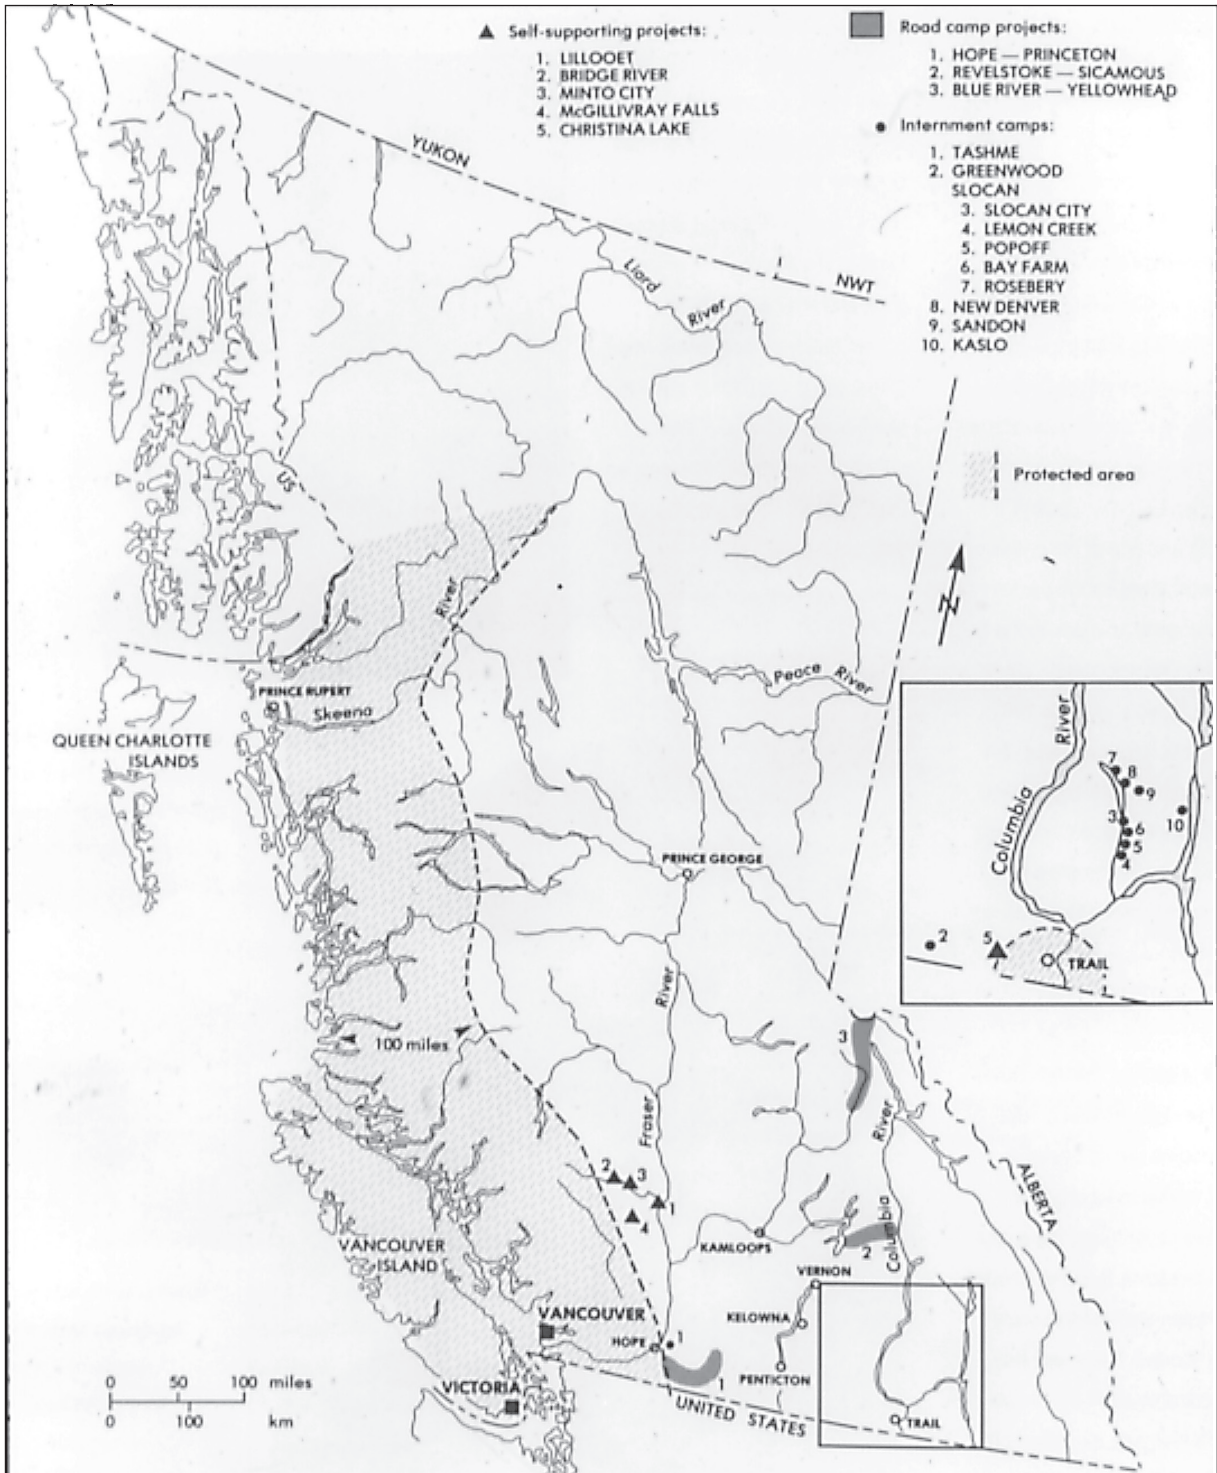 Self-supporting projects:
1. LILLOOET
2. BRIDGE RIVER
3. MINTO CITY
4. McGILLIVRAY FALLS
5. CHRISTINA LAKE
Road camp projects:
1. HOPE — PRINCETON
2. REVELSTOKE — SICAMOUS
3. BLUE RIVER — YELLOWHEAD
Internment camps:
1. TASHME
2. GREENWOOD
SLOCAN
3. SLOCAN CITY
4. LEMON CREEK
5. POPOFF
6. BAY FARM
7. ROSEBERY
8. NEW DENVER
9. SANDON
10. KASLO
YUKON
NWT
Liard River
US
Protected area
N
River
Peace River
PRINCE RUPERT
Skeena
QUEEN CHARLOTTE
ISLANDS
PRINCE GEORGE
River
Columbia
7
8
9
3
10
6
5
4
2
5
TRAIL
River
100 miles
3
Fraser
River
ALBERTA
2
3
1
4
Columbia
2
KAMLOOPS
VANCOUVER
ISLAND
VERNON
KELOWNA
VANCOUVER
HOPE
1
PENTICTON
1
VICTORIA
UNITED STATES
TRAIL
0 50 100 miles
0 100 km